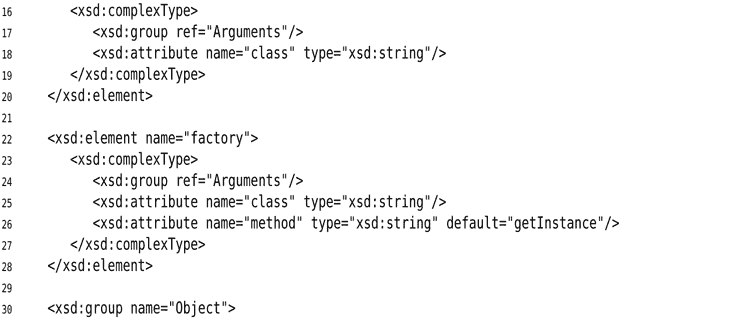 16 <xsd:complexType>
17 <xsd:group ref="Arguments"/>
18 <xsd:attribute name="class" type="xsd:string"/>
19 </xsd:complexType>
20 </xsd:element>
21
22 <xsd:element name="factory">
23 <xsd:complexType>
24 <xsd:group ref="Arguments"/>
25 <xsd:attribute name="class" type="xsd:string"/>
26 <xsd:attribute name="method" type="xsd:string" default="getInstance"/>
27 </xsd:complexType>
28 </xsd:element>
29
30 <xsd:group name="Object">